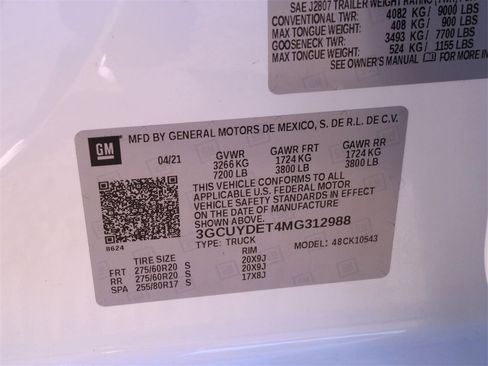 SAE J2807 TRAILER WEIGHT RATING
CONVENTIONAL TWR: 4082 KG/ 9000 LBS
MAX TONGUE WEIGHT: 408 KG/ 900 LBS
GOOSENECK TWR: 3493 KG/ 7700 LBS
MAX TONGUE WEIGHT: 524 KG/ 1155 LBS
SEE OWNER'S MANUAL FOR MORE IN
GM
MFD BY GENERAL MOTORS DE MEXICO, S. DE R.L. DE C.V.
04/21 GVWR GAWR FRT GAWR RR
3266 KG 1724 KG 1724 KG
7200 LB 3800 LB 3800 LB
THIS VEHICLE CONFORMS TO ALL
APPLICABLE U.S. FEDERAL MOTOR
VEHICLE SAFETY STANDARDS IN EFFECT
ON THE DATE OF MANUFACTURE SHOWN ABOVE.
3GCUYDET4MG312988
8624 TYPE: TRUCK MODEL: 48CK10543
TIRE SIZE RIM
FRT 275/60R20 S 20X9J
RR 275/60R20 S 20X9J
SPA 255/80R17 S 17X8J